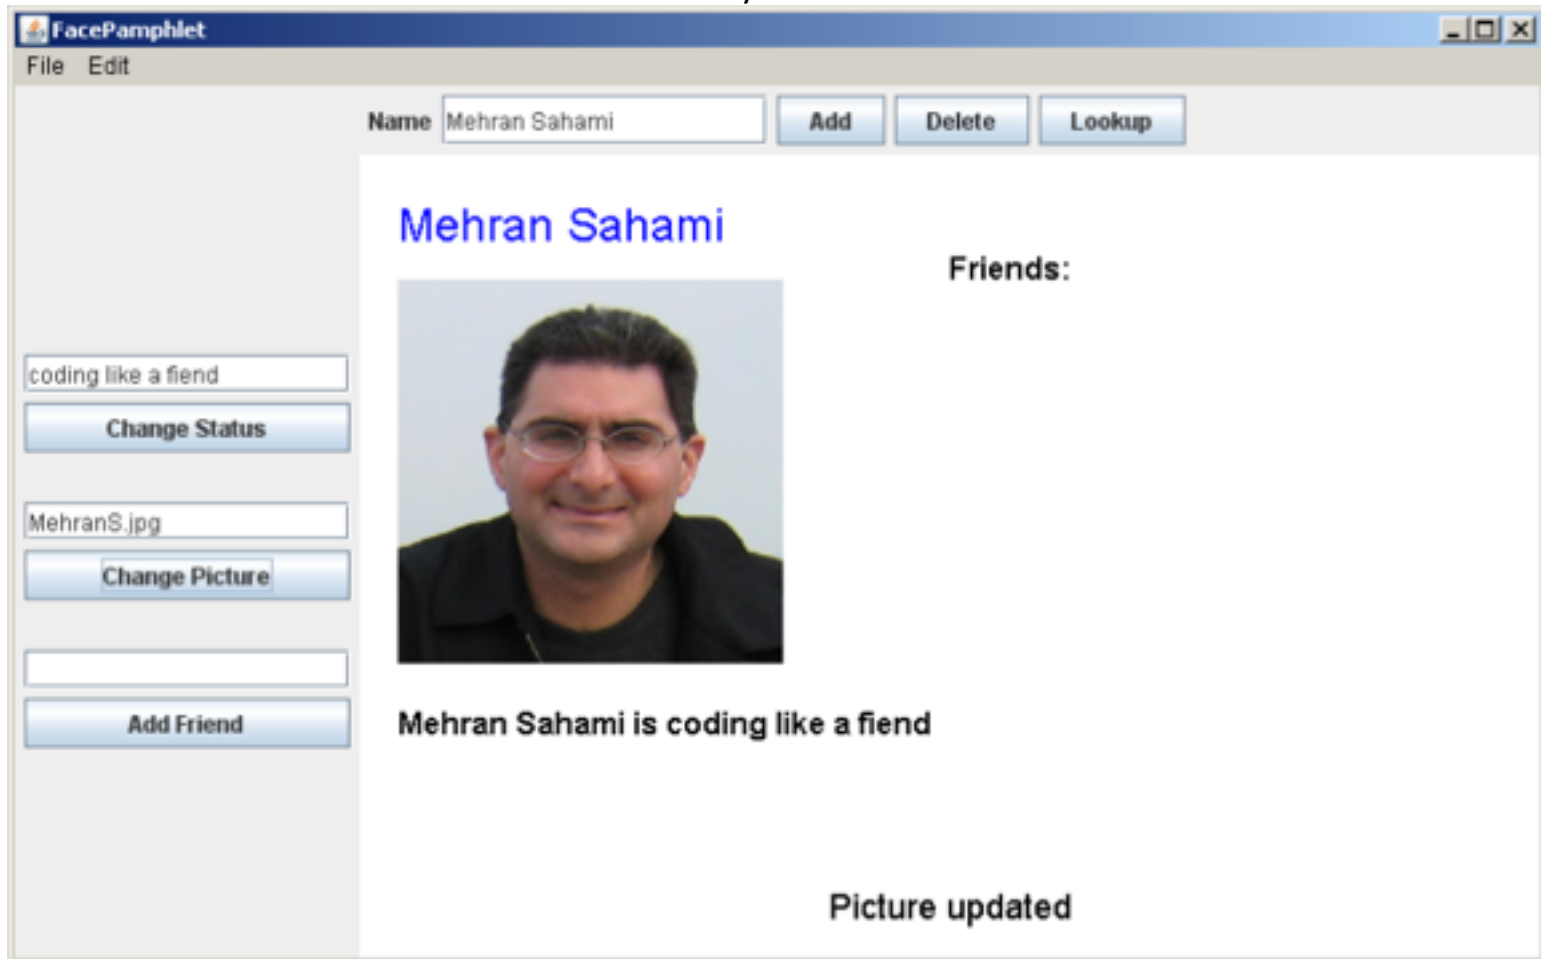 FacePamphlet
File Edit
Name Mehran Sahami Add Delete Lookup
Mehran Sahami
Friends:
coding like a fiend
Change Status
MehranS.jpg
Change Picture
Add Friend
Mehran Sahami is coding like a fiend
Picture updated